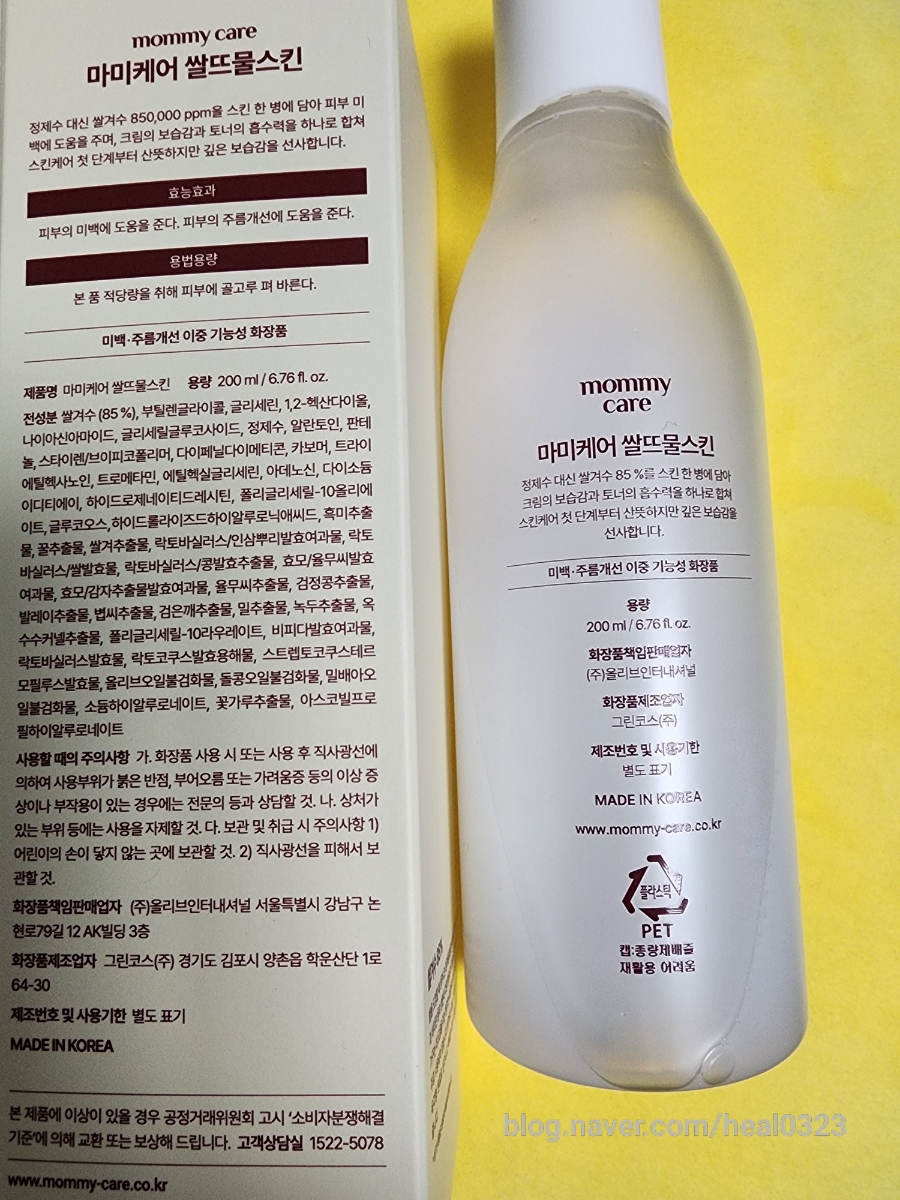 mommy care
마미케어 쌀뜨물스킨
정제수 대신 쌀겨수 850,000 ppm을 스킨 한 병에 담아 피부 미
백에 도움을 주며, 크림의 보습감과 토너의 흡수력을 하나로 합쳐
스킨케어 첫 단계부터 산뜻하지만 깊은 보습감을 선사합니다.
효능효과
피부의 미백에 도움을 준다. 피부의 주름개선에 도움을 준다.
용법용량
본 품 적당량을 취해 피부에 골고루 펴 바른다.
미백·주름개선 이중 기능성 화장품
제품명 마미케어 쌀뜨물스킨 용량 200 ml / 6.76 fl. oz.
전성분 쌀겨수 (85 %), 부틸렌글라이콜, 글리세린, 1,2-헥산다이올,
나이아신아마이드, 글리세릴글루코사이드, 정제수, 알란토인, 판테
놀, 스타이렌/브이피코폴리머, 다이페닐다이메티콘, 카보머, 트라이
에틸헥사노인, 트로메타민, 에틸헥실글리세린, 아데노신, 다이소듐
이디티에이, 하이드로제네이티드레시틴, 폴리글리세릴-10올리에
이트, 글루코오스, 하이드롤라이즈드하이알루로닉애씨드, 흑미추출
물, 꿀추출물, 쌀겨추출물, 락토바실러스/인삼뿌리발효여과물, 락토
바실러스/쌀발효물, 락토바실러스/콩발효추출물, 효모/율무씨발효
여과물, 효모/감자추출물발효여과물, 율무씨추출물, 검정콩추출물,
발레이추출물, 볍씨추출물, 검은깨추출물, 밀추출물, 녹두추출물, 옥
수수커넬추출물, 폴리글리세릴-10라우레이트, 비피다발효여과물,
락토바실러스발효물, 락토코쿠스발효용해물, 스트렙토코쿠스테르
모필루스발효물, 올리브오일불검화물, 돌콩오일불검화물, 밀배아오
일불검화물, 소듐하이알루로네이트, 꽃가루추출물, 아스코빌프로
필하이알루로네이트
사용할 때의 주의사항 가. 화장품 사용 시 또는 사용 후 직사광선에
의하여 사용부위가 붉은 반점, 부어오름 또는 가려움증 등의 이상 증
상이나 부작용이 있는 경우에는 전문의 등과 상담할 것. 나. 상처가
있는 부위 등에는 사용을 자제할 것. 다. 보관 및 취급 시 주의사항 1)
어린이의 손이 닿지 않는 곳에 보관할 것. 2) 직사광선을 피해서 보
관할 것.
화장품책임판매업자 (주)올리브인터내셔널 서울특별시 강남구 논
현로79길 12 AK빌딩 3층
화장품제조업자 그린코스(주) 경기도 김포시 양촌읍 학운산단 1로
64-30
제조번호 및 사용기한 별도 표기
MADE IN KOREA
본 제품에 이상이 있을 경우 공정거래위원회 고시 '소비자분쟁해결
기준'에 의해 교환 또는 보상해 드립니다. 고객상담실 1522-5078
www.mommy-care.co.kr
mommy
care
마미케어 쌀뜨물스킨
정제수 대신 쌀겨수 85 %를 스킨 한 병에 담아
크림의 보습감과 토너의 흡수력을 하나로 합쳐
스킨케어 첫 단계부터 산뜻하지만 깊은 보습감을
선사합니다.
미백·주름개선 이중 기능성 화장품
용량
200 ml / 6.76 fl. oz.
화장품책임판매업자
(주)올리브인터내셔널
화장품제조업자
그린코스(주)
제조번호 및 사용기한
별도 표기
MADE IN KOREA
www.mommy-care.co.kr
플라스틱
PET
캡:종량제배출
재활용 어려움
blog.naver.com/heal0323